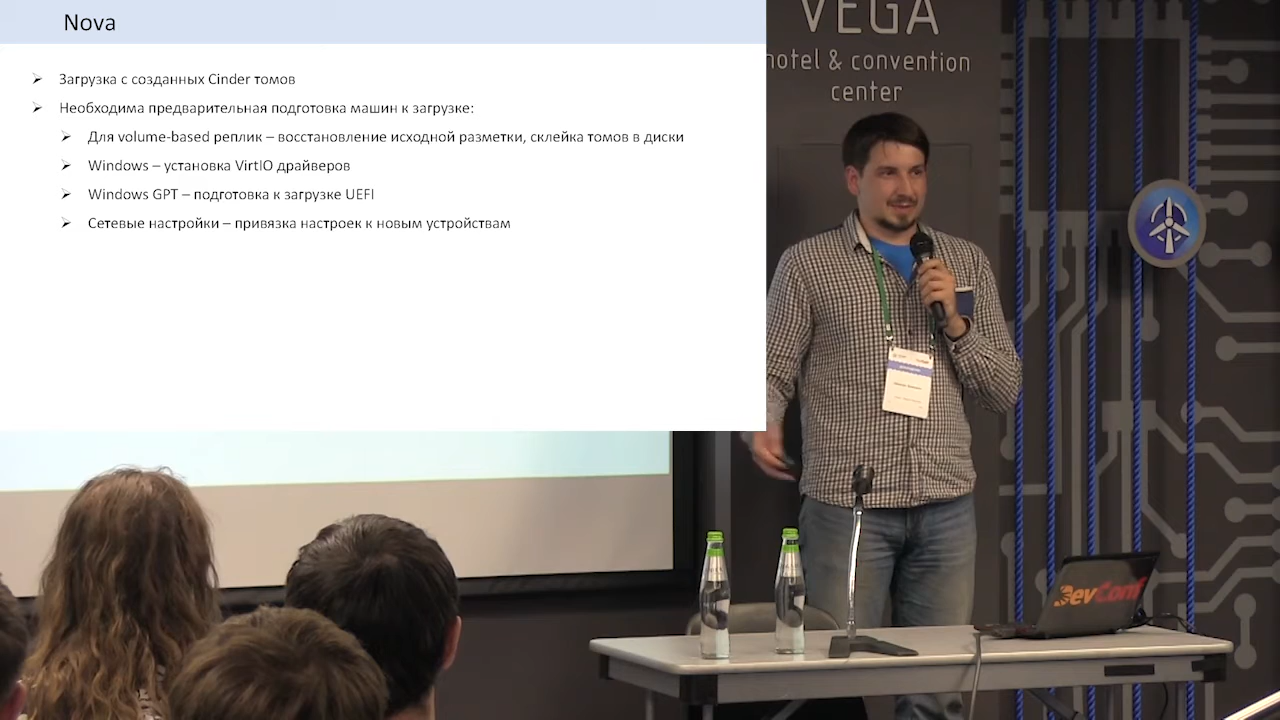 Nova
Загрузка с созданных Cinder томов
Необходима предварительная подготовка машин к загрузке:
Для volume-based реплик – восстановление исходной разметки, склейка томов в диски
Windows – установка VirtIO драйверов
Windows GPT – подготовка к загрузке UEFI
Сетевые настройки – привязка настроек к новым устройствам
VEGA
hotel & convention
center
DevConf